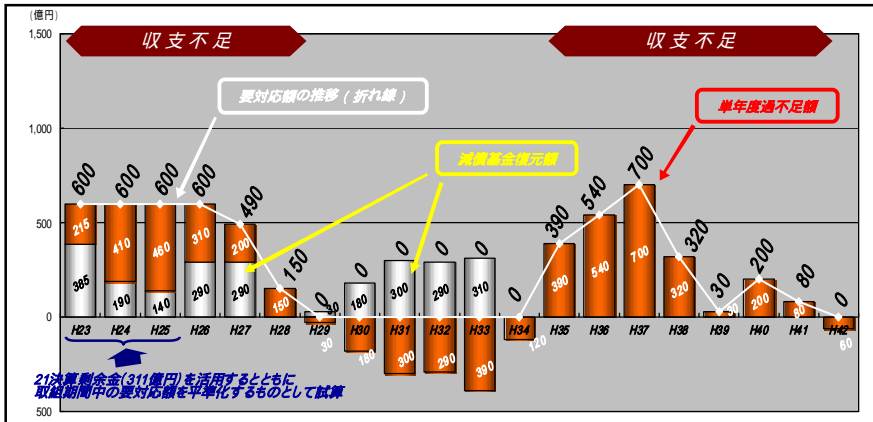 (億円)
1,500
収支不足
収支不足
要対応額の推移(折れ線)
単年度過不足額
1,000
減債基金復元額
600
600
600
600
490
150
0
0
0
0
0
0
390
540
700
320
30
200
80
0
500
215
410
460
310
200
150
385
190
140
290
290
30
180
300
290
310
390
540
700
320
30
200
80
0
H23
H24
H25
H26
H27
H28
H29
H30
H31
H32
H33
H34
H35
H36
H37
H38
H39
H40
H41
H42
30
180
300
290
390
120
60
21決算剰余金(311億円)を活用するとともに
取組期間中の要対応額を平準化するものとして試算
500